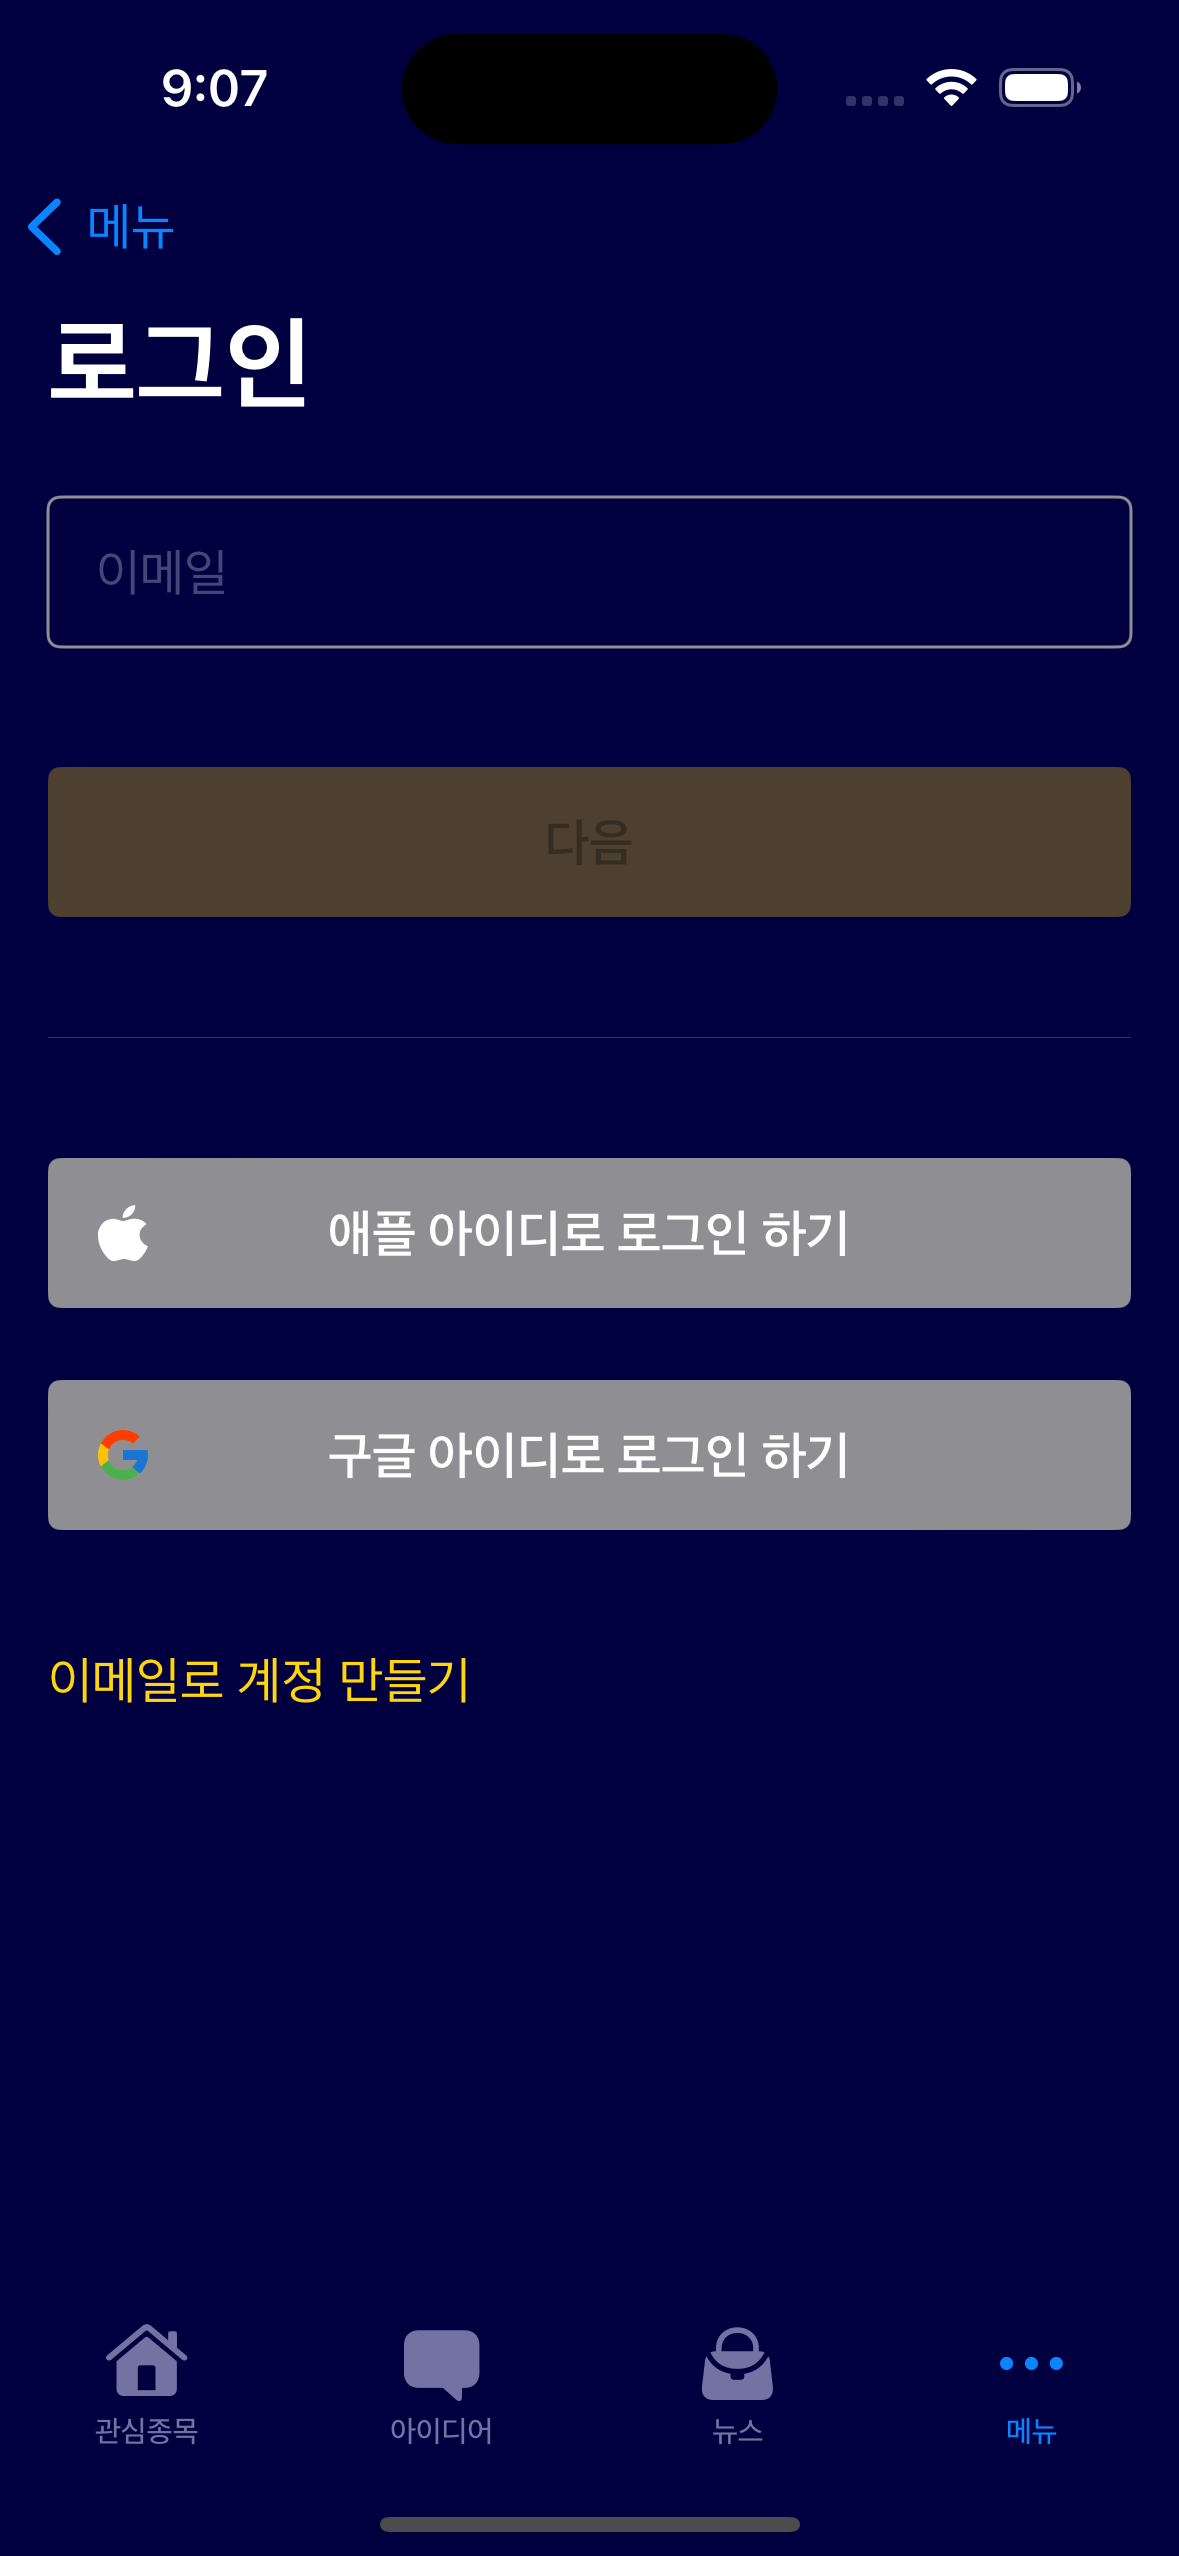 9:07
메뉴
로그인
이메일
다음
애플 아이디로 로그인 하기
구글 아이디로 로그인 하기
이메일로 계정 만들기
관심종목
아이디어
뉴스
메뉴